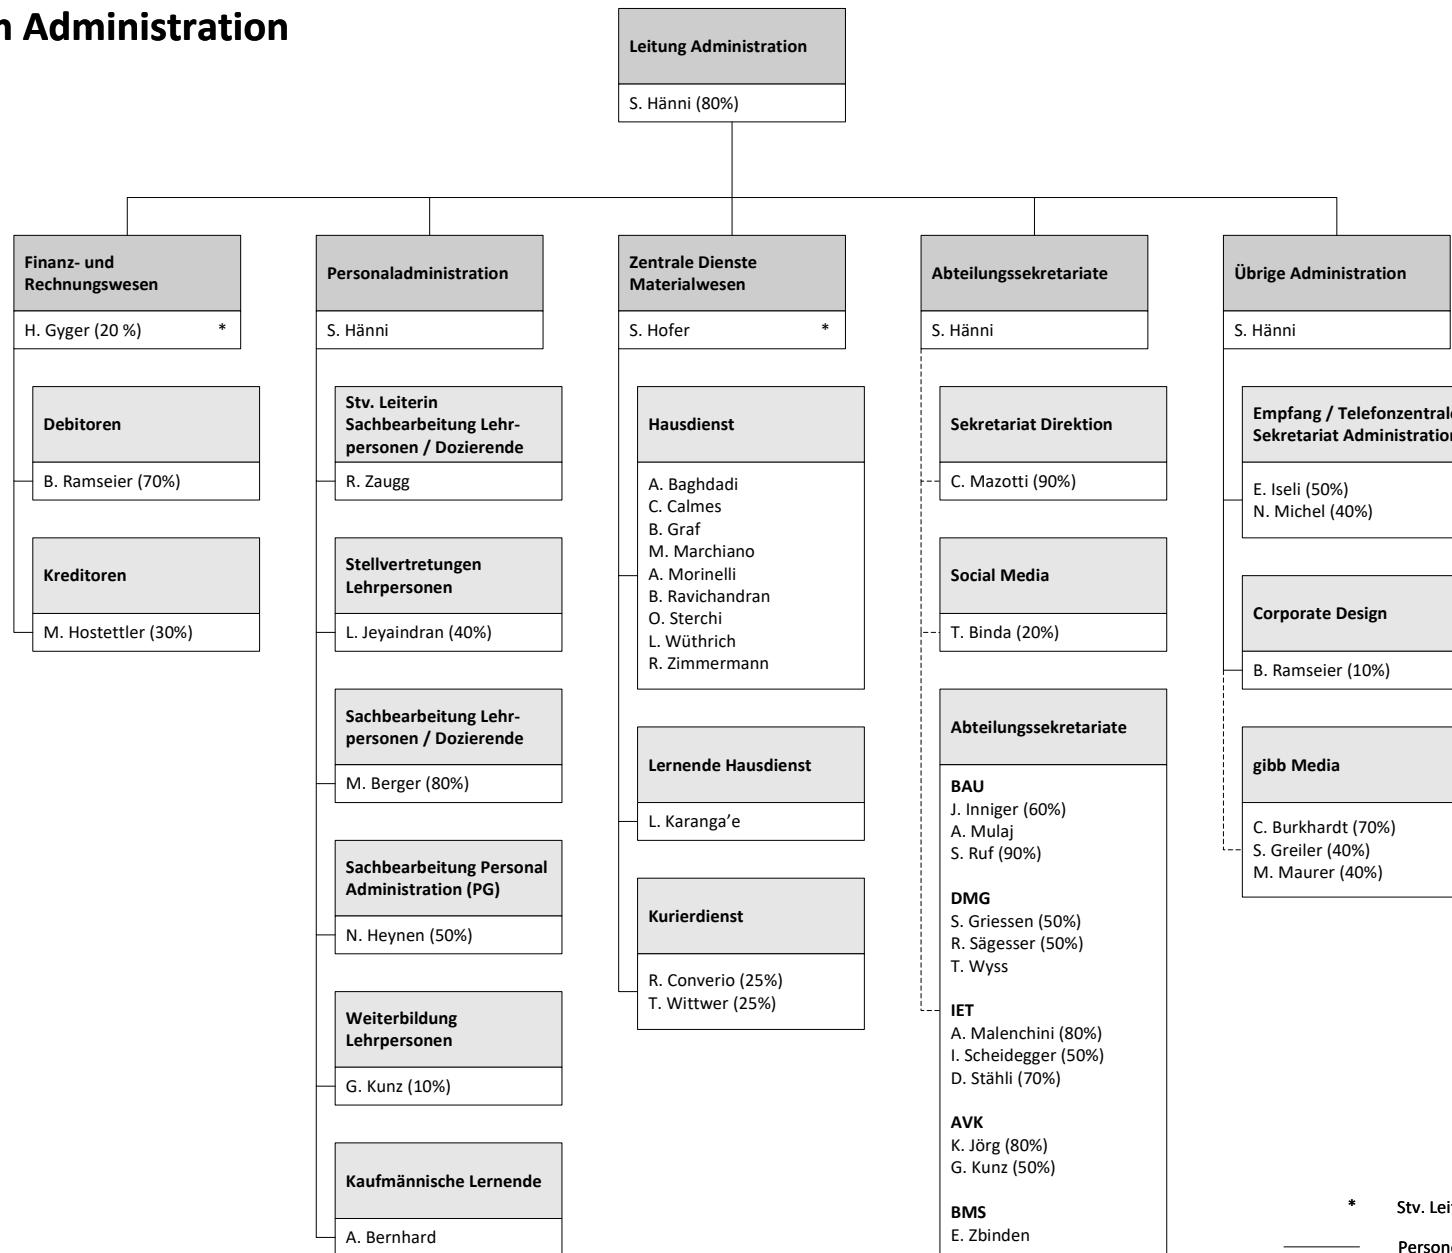 Administration
Leitung Administration
S. Hänni (80%)
Finanz- und
Rechnungswesen
H. Gyger (20 %) *
Debitoren
B. Ramseier (70%)
Kreditoren
M. Hostettler (30%)
Personaladministration
S. Hänni
Stv. Leiterin
Sachbearbeitung Lehr-
personen / Dozierende
R. Zaugg
Stellvertretungen
Lehrpersonen
L. Jeyaindran (40%)
Sachbearbeitung Lehr-
personen / Dozierende
M. Berger (80%)
Sachbearbeitung Personal
Administration (PG)
N. Heynen (50%)
Weiterbildung
Lehrpersonen
G. Kunz (10%)
Kaufmännische Lernende
A. Bernhard
Zentrale Dienste
Materialwesen
S. Hofer *
Hausdienst
A. Baghdadi
C. Calmes
B. Graf
M. Marchiano
A. Morinelli
B. Ravichandran
O. Sterchi
L. Wüthrich
R. Zimmermann
Lernende Hausdienst
L. Karanga’e
Kurierdienst
R. Converio (25%)
T. Wittwer (25%)
Abteilungssekretariate
S. Hänni
Sekretariat Direktion
C. Mazotti (90%)
Social Media
T. Binda (20%)
Abteilungssekretariate
BAU
J. Inniger (60%)
A. Mulaj
S. Ruf (90%)
DMG
S. Griessen (50%)
R. Sägesser (50%)
T. Wyss
IET
A. Malenchini (80%)
I. Scheidegger (50%)
D. Stähli (70%)
AVK
K. Jörg (80%)
G. Kunz (50%)
BMS
E. Zbinden
Übrige Administration
S. Hänni
Empfang / Telefonzentrale
Sekretariat Administration
E. Iseli (50%)
N. Michel (40%)
Corporate Design
B. Ramseier (10%)
gibb Media
C. Burkhardt (70%)
S. Greiler (40%)
M. Maurer (40%)
* Stv.